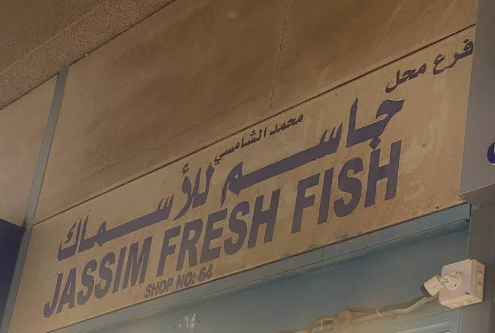 فرع محل
محمد الشامسي
جاسم للأسماك
JASSIM FRESH FISH
SHOP NO: 64